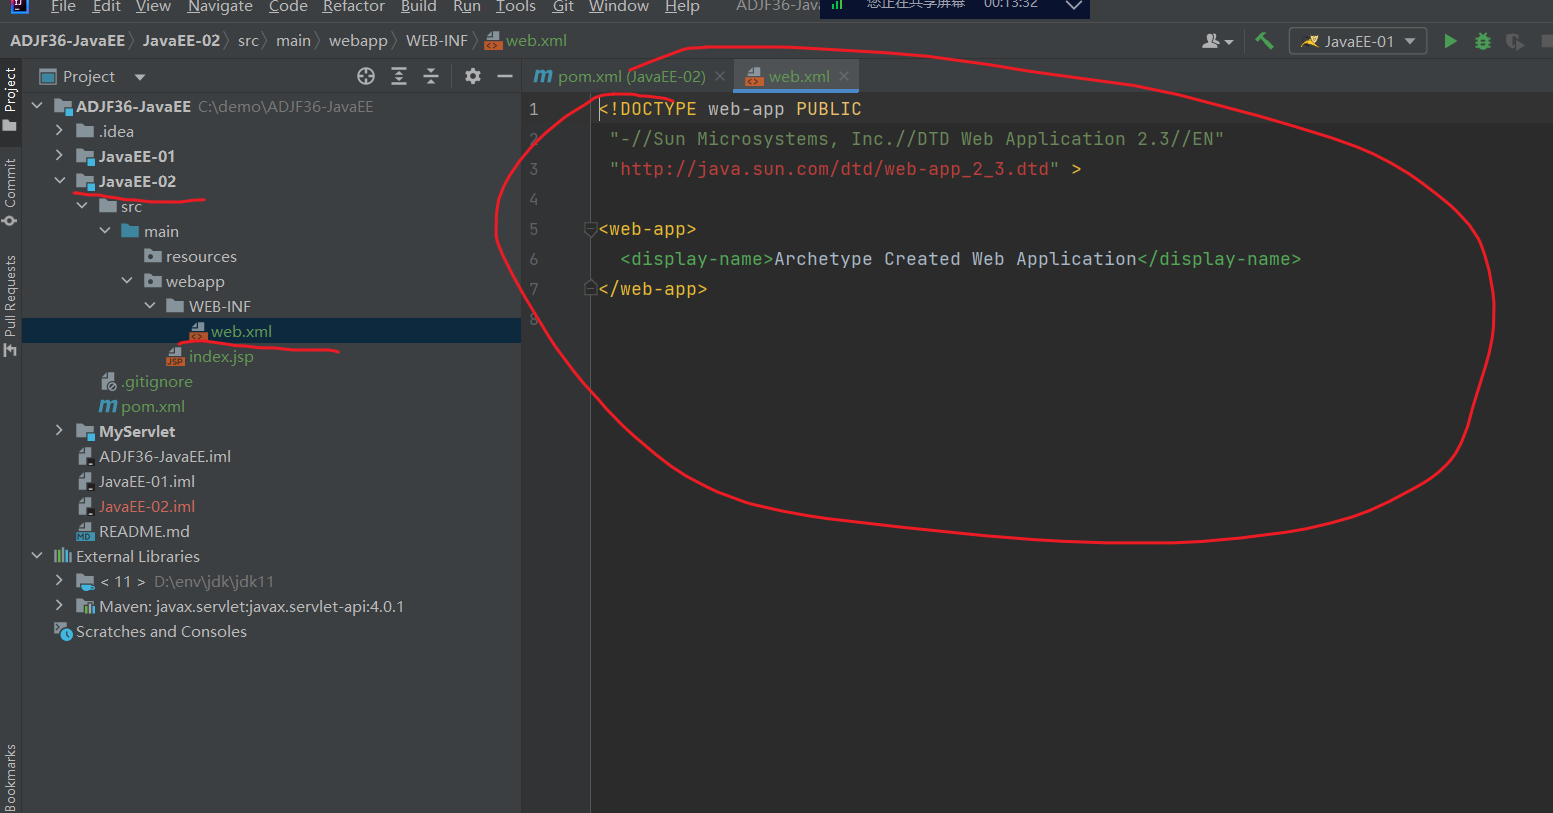 File Edit View Navigate Code Refactor Build Run Tools Git Window Help ADJF36-JavaE 您正在共享屏幕 00:13:32
ADJF36-JavaEE JavaEE-02 src main webapp WEB-INF web.xml JavaEE-01
Project
Commit
Pull Requests
Bookmarks
Project
ADJF36-JavaEE C:\demo\ADJF36-JavaEE
.idea
JavaEE-01
JavaEE-02
src
main
resources
webapp
WEB-INF
web.xml
index.jsp
.gitignore
pom.xml
MyServlet
ADJF36-JavaEE.iml
JavaEE-01.iml
JavaEE-02.iml
README.md
External Libraries
< 11 > D:\env\jdk\jdk11
Maven: javax.servlet:javax.servlet-api:4.0.1
Scratches and Consoles
pom.xml (JavaEE-02) web.xml
1 <!DOCTYPE web-app PUBLIC
2 "-//Sun Microsystems, Inc.//DTD Web Application 2.3//EN"
3 "http://java.sun.com/dtd/web-app_2_3.dtd" >
4
5 <web-app>
6 <display-name>Archetype Created Web Application</display-name>
7 </web-app>
8